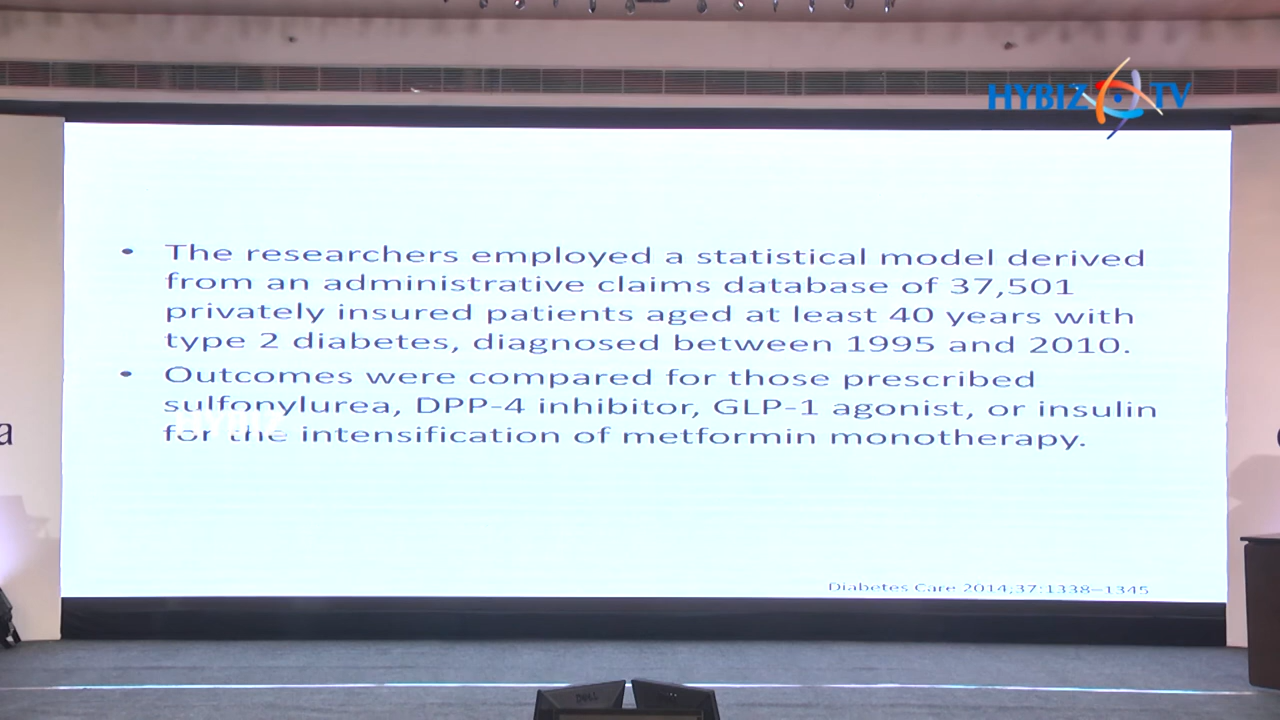 HYBIZ TV
• The researchers employed a statistical model derived
from an administrative claims database of 37,501
privately insured patients aged at least 40 years with
type 2 diabetes, diagnosed between 1995 and 2010.
• Outcomes were compared for those prescribed
sulfonylurea, DPP-4 inhibitor, GLP-1 agonist, or insulin
for the intensification of metformin monotherapy.
Diabetes Care 2014;37:1338–1345
a
DELL